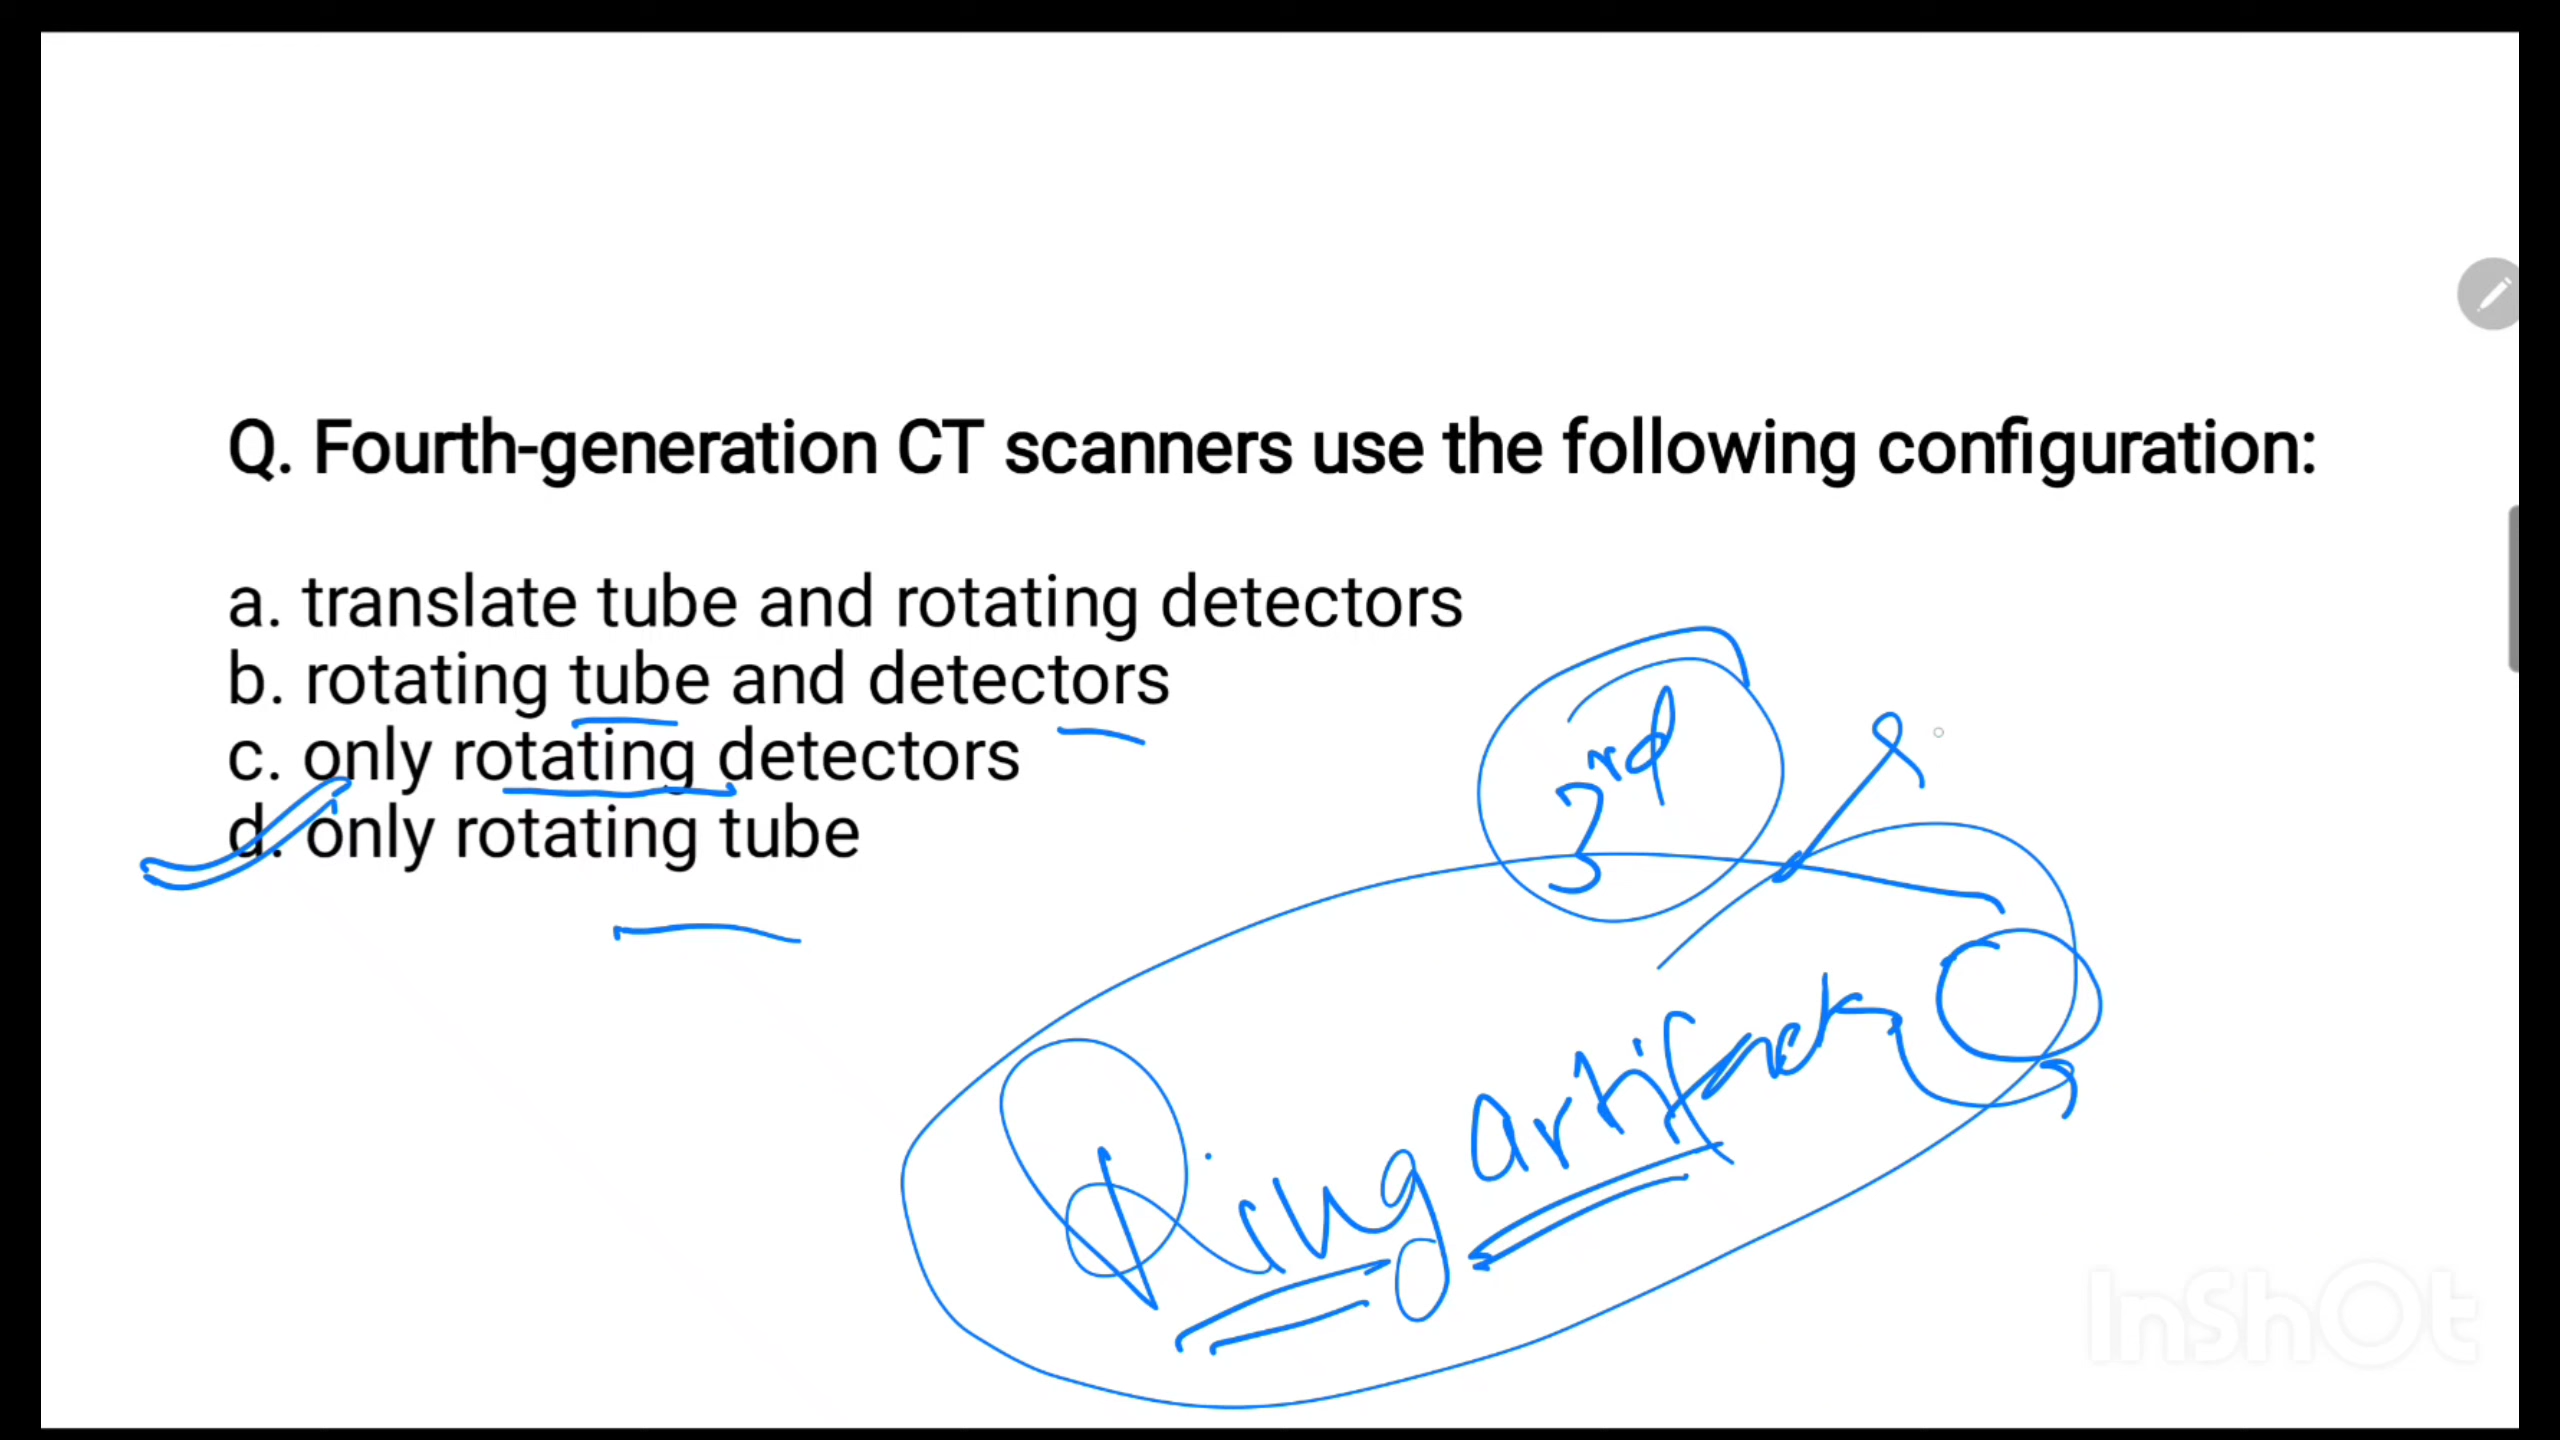 Q. Fourth-generation CT scanners use the following configuration:
a. translate tube and rotating detectors
b. rotating tube and detectors
c. only rotating detectors
d. only rotating tube
3rd
Ring artifact
InShOt